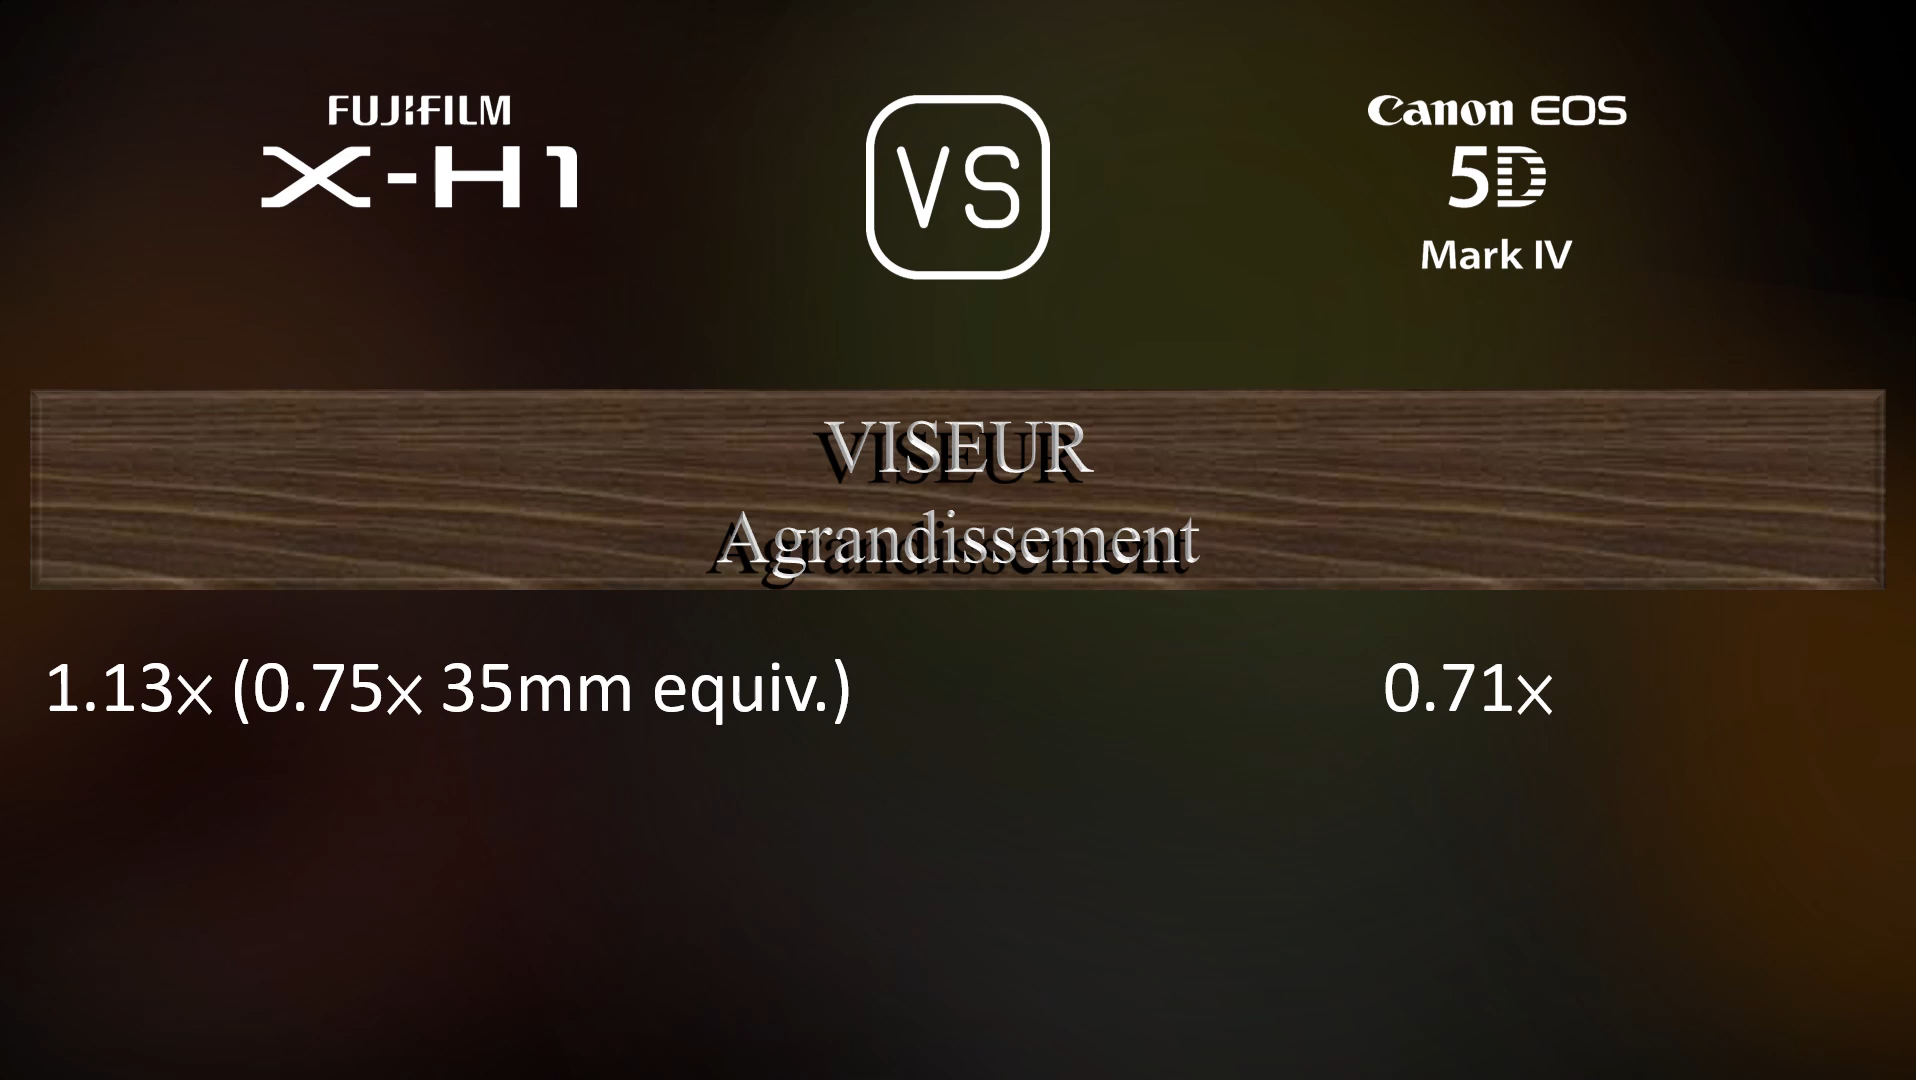 FUJIFILM
X-H1
VS
Canon EOS
5D
Mark IV
VISEUR
Agrandissement
1.13x (0.75x 35mm equiv.)
0.71x